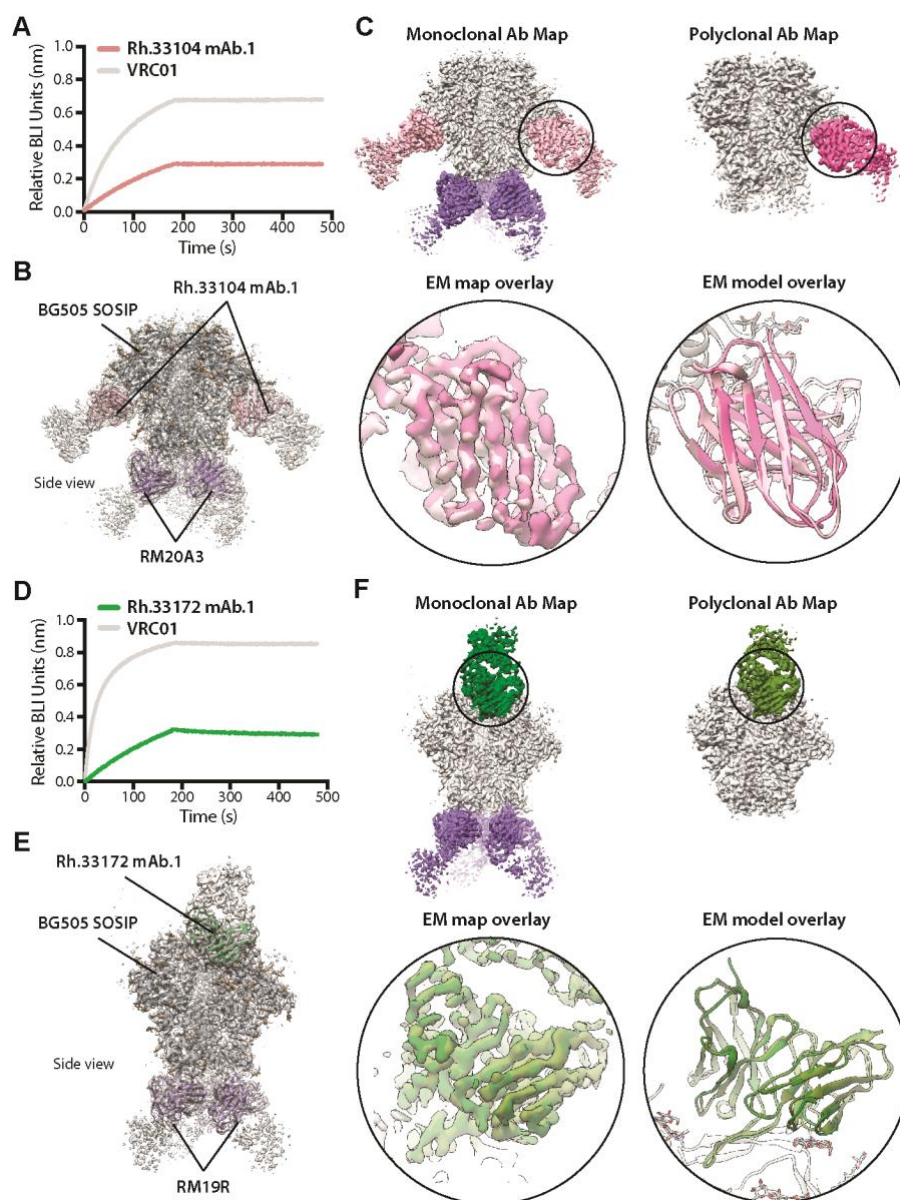 A
Rh.33104 mAb.1
VRC01
Relative BLI Units (nm)
1.0
0.8
0.6
0.4
0.2
0.0
0 100 200 300 400 500
Time (s)
B
Rh.33104 mAb.1
BG505 SOSIP
Side view
RM20A3
C
Monoclonal Ab Map
Polyclonal Ab Map
EM map overlay
EM model overlay
D
Rh.33172 mAb.1
VRC01
Relative BLI Units (nm)
1.0
0.8
0.6
0.4
0.2
0.0
0 100 200 300 400 500
Time (s)
E
Rh.33172 mAb.1
BG505 SOSIP
Side view
RM19R
F
Monoclonal Ab Map
Polyclonal Ab Map
EM map overlay
EM model overlay